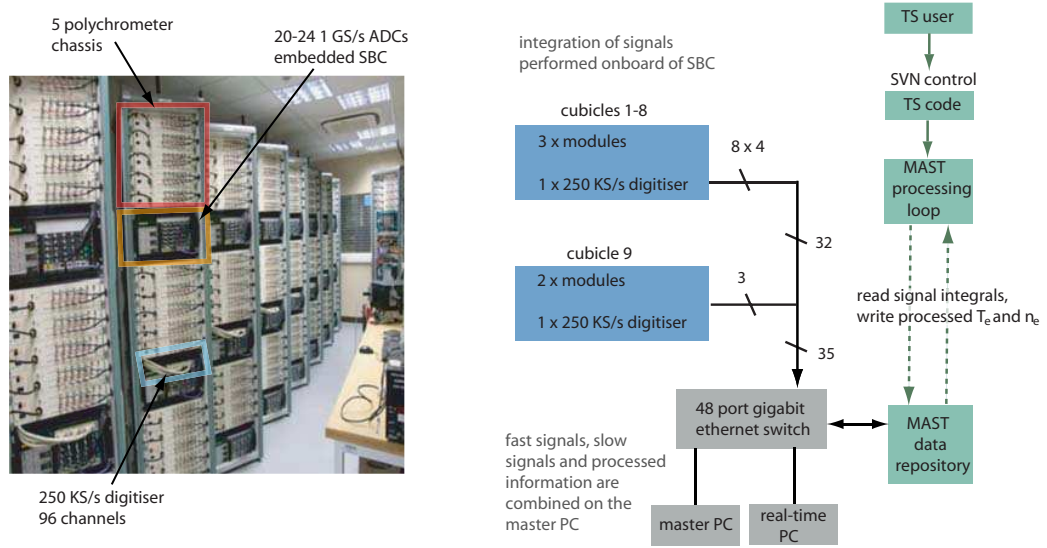 5 polychrometer
chassis
20-24 1 GS/s ADCs
embedded SBC
250 KS/s digitiser
96 channels
integration of signals
performed onboard of SBC
cubicles 1-8
3 x modules
1 x 250 KS/s digitiser
8 x 4
32
cubicle 9
2 x modules
1 x 250 KS/s digitiser
3
35
48 port gigabit
ethernet switch
fast signals, slow
signals and processed
information are
combined on the
master PC
master PC
real-time
PC
TS user
SVN control
TS code
MAST
processing
loop
read signal integrals,
write processed Te and ne
MAST
data
repository